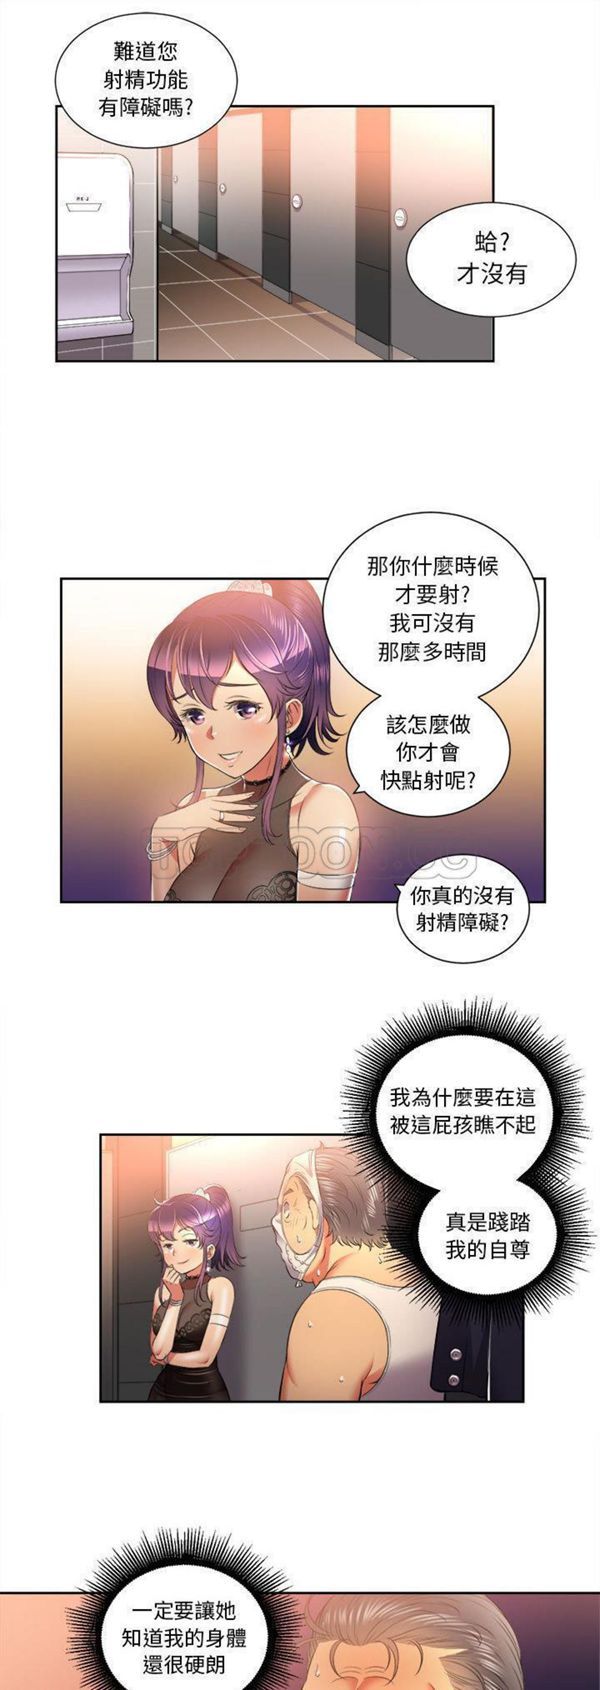 難道您
射精功能
有障礙嗎?
蛤?
才沒有
那你什麼時候
才要射?
我可沒有
那麼多時間
該怎麼做
你才會
快點射呢?
你真的沒有
射精障礙?
我為什麼要在這
被這屁孩瞧不起
真是踐踏
我的自尊
一定要讓她
知道我的身體
還很硬朗